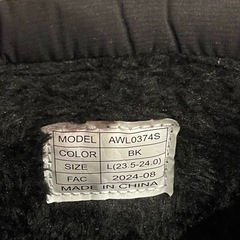 MODEL AWL0374S
COLOR BK
SIZE L(23.5-24.0)
FAC 2024-08
MADE IN CHINA